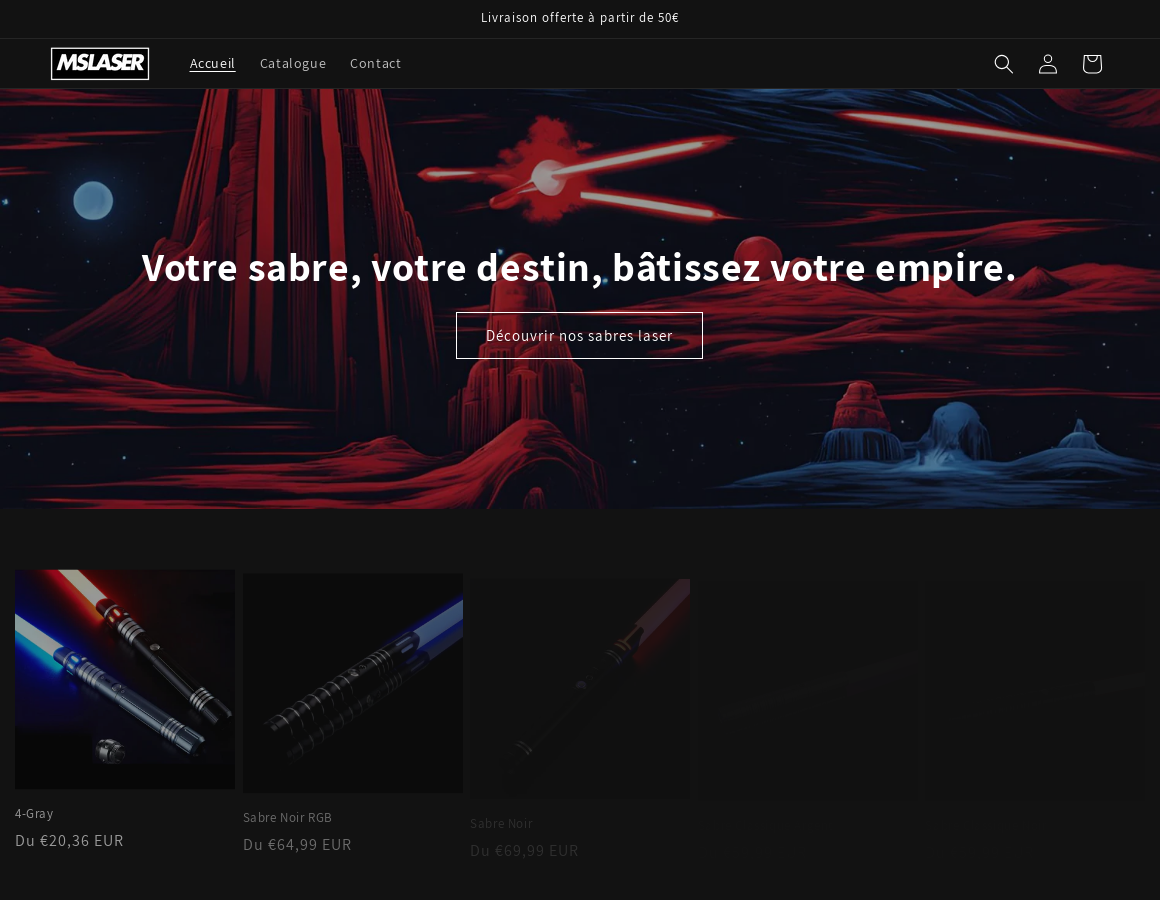 Livraison offerte à partir de 50€
MSLASER
Accueil
Catalogue
Contact
Votre sabre, votre destin, bâtissez votre empire.
Découvrir nos sabres laser
4-Gray
Du €20,36 EUR
Sabre Noir RGB
Du €64,99 EUR
Sabre Noir
Du €69,99 EUR